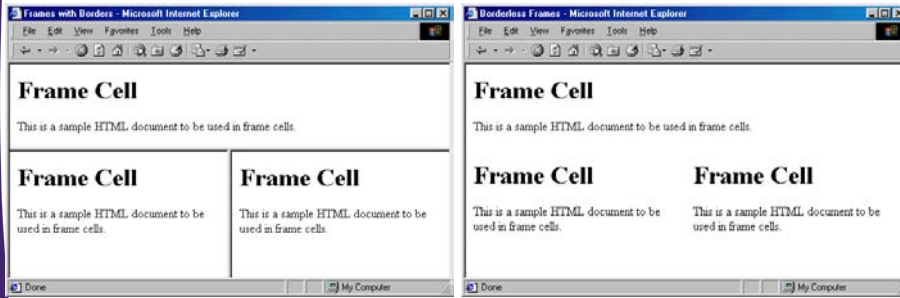 Frames with Borders - Microsoft Internet Explorer
File Edit View Favorites Tools Help
Frame Cell
This is a sample HTML document to be used in frame cells.
Frame Cell
This is a sample HTML document to be
used in frame cells.
Frame Cell
This is a sample HTML document to be
used in frame cells.
Done
My Computer
Borderless Frames - Microsoft Internet Explorer
File Edit View Favorites Tools Help
Frame Cell
This is a sample HTML document to be used in frame cells.
Frame Cell
This is a sample HTML document to be
used in frame cells.
Frame Cell
This is a sample HTML document to be
used in frame cells.
Done
My Computer